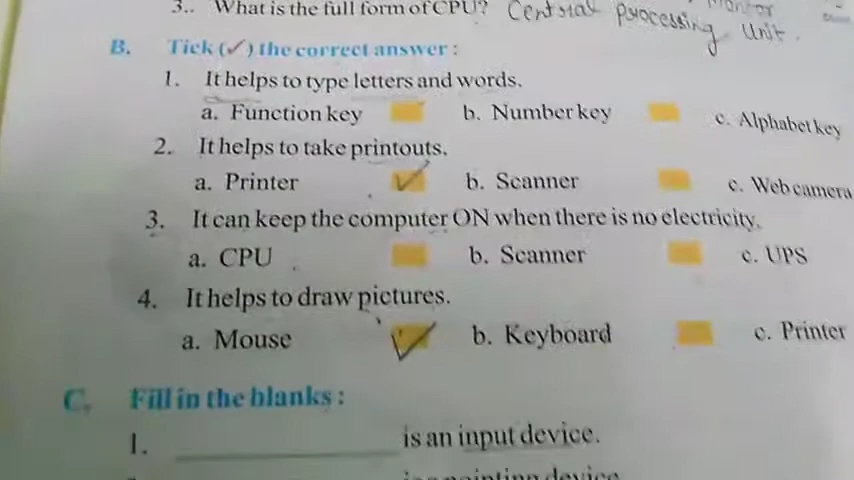 3.. What is the full form of CPU? Central processing Unit.
B. Tick (✓) the correct answer :
1. It helps to type letters and words.
a. Function key b. Number key c. Alphabet key
2. It helps to take printouts.
a. Printer ✓ b. Scanner c. Web camera
3. It can keep the computer ON when there is no electricity.
a. CPU b. Scanner c. UPS
4. It helps to draw pictures.
a. Mouse ✓ b. Keyboard c. Printer
C. Fill in the blanks :
1. ____________ is an input device.
pointing device